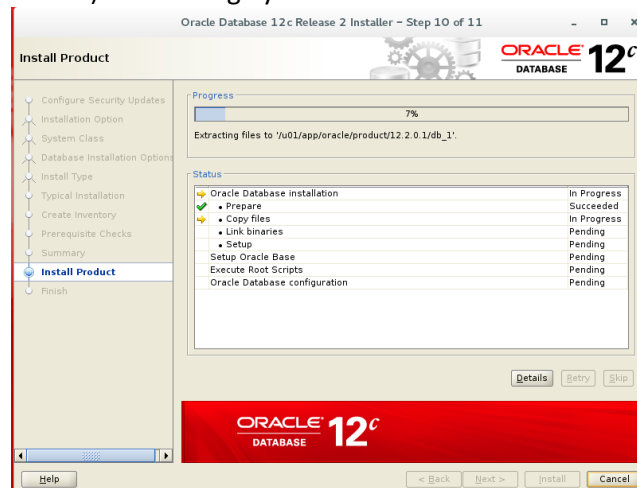 Oracle Database 12c Release 2 Installer – Step 10 of 11
Install Product
ORACLE
DATABASE
12c
Configure Security Updates
Installation Option
System Class
Database Installation Options
Install Type
Typical Installation
Create Inventory
Prerequisite Checks
Summary
Install Product
Finish
Progress
7%
Extracting files to '/u01/app/oracle/product/12.2.0.1/db_1'.
Status
Oracle Database installation In Progress
• Prepare Succeeded
• Copy files In Progress
• Link binaries Pending
• Setup Pending
Setup Oracle Base Pending
Execute Root Scripts Pending
Oracle Database configuration Pending
Details Retry Skip
ORACLE
DATABASE
12c
Help < Back Next > Install Cancel